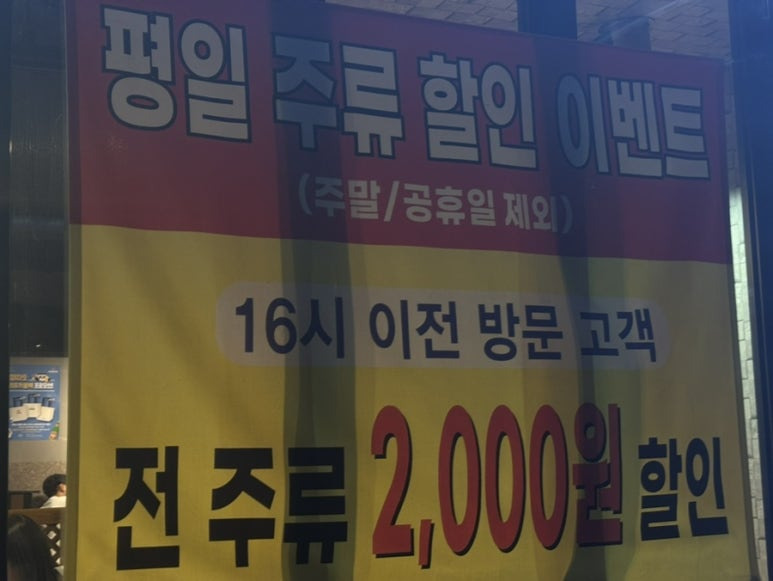 평일 주류 할인 이벤트
(주말/공휴일 제외)
16시 이전 방문 고객
전 주류 2,000원 할인